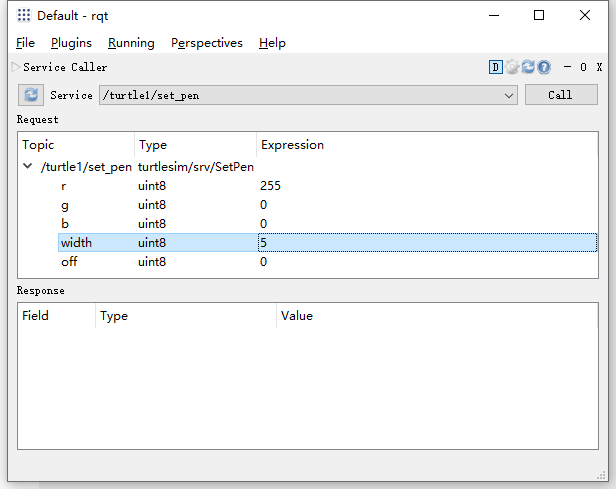 Default - rqt
File Plugins Running Perspectives Help
Service Caller D - O X
Service /turtle1/set_pen Call
Request
Topic Type Expression
/turtle1/set_pen turtlesim/srv/SetPen
r uint8 255
g uint8 0
b uint8 0
width uint8 5
off uint8 0
Response
Field Type Value